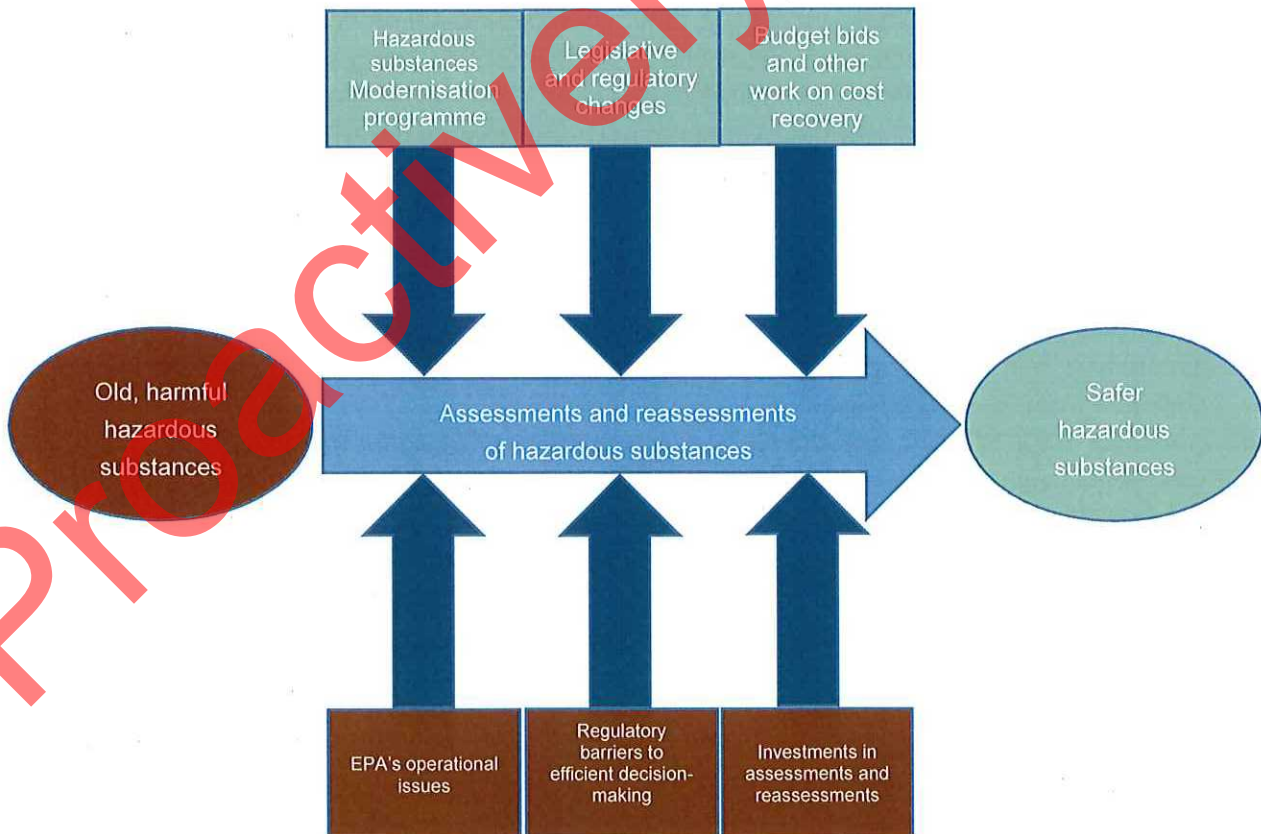 Hazardous
substances
Modernisation
programme
Legislative
and regulatory
changes
Budget bids
and other
work on cost
recovery
Old, harmful
hazardous
substances
Assessments and reassessments
of hazardous substances
Safer
hazardous
substances
EPA's operational
issues
Regulatory
barriers to
efficient decision-
making
Investments in
assessments and
reassessments
Proactively